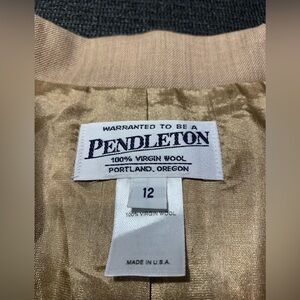 WARRANTED TO BE A
PENDLETON
100% VIRGIN WOOL
PORTLAND, OREGON
12
100% VIRGIN WOOL
MADE IN U.S.A.